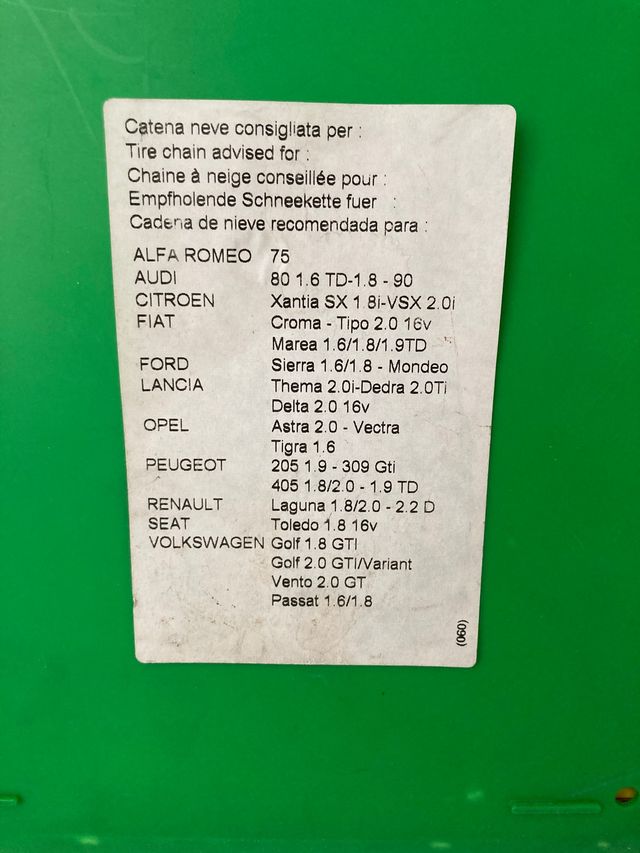 Catena neve consigliata per :
Tire chain advised for :
Chaine à neige conseillée pour :
Empfholende Schneekette fuer :
Cadena de nieve recomendada para :
ALFA ROMEO 75
AUDI 80 1.6 TD-1.8 - 90
CITROEN Xantia SX 1.8i-VSX 2.0i
FIAT Croma - Tipo 2.0 16v
Marea 1.6/1.8/1.9TD
FORD Sierra 1.6/1.8 - Mondeo
LANCIA Thema 2.0i-Dedra 2.0Ti
Delta 2.0 16v
OPEL Astra 2.0 - Vectra
Tigra 1.6
PEUGEOT 205 1.9 - 309 Gti
405 1.8/2.0 - 1.9 TD
RENAULT Laguna 1.8/2.0 - 2.2 D
SEAT Toledo 1.8 16v
VOLKSWAGEN Golf 1.8 GTI
Golf 2.0 GTI/Variant
Vento 2.0 GT
Passat 1.6/1.8
(060)